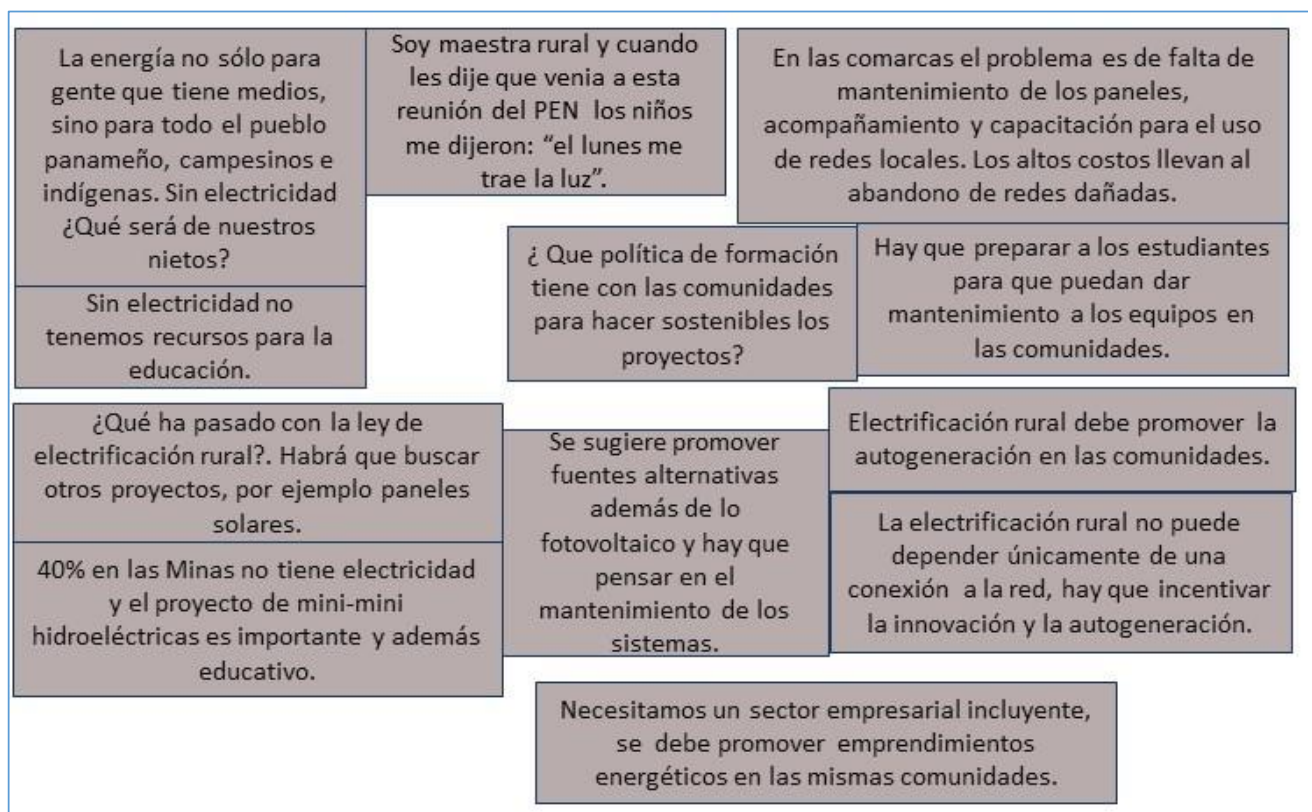 La energía no sólo para
gente que tiene medios,
sino para todo el pueblo
panameño, campesinos e
indígenas. Sin electricidad
¿Qué será de nuestros
nietos?
Soy maestra rural y cuando
les dije que venia a esta
reunión del PEN los niños
me dijeron: “el lunes me
trae la luz”.
En las comarcas el problema es de falta de
mantenimiento de los paneles,
acompañamiento y capacitación para el uso
de redes locales. Los altos costos llevan al
abandono de redes dañadas.
Sin electricidad no
tenemos recursos para la
educación.
¿ Que política de formación
tiene con las comunidades
para hacer sostenibles los
proyectos?
Hay que preparar a los estudiantes
para que puedan dar
mantenimiento a los equipos en
las comunidades.
¿Qué ha pasado con la ley de
electrificación rural?. Habrá que buscar
otros proyectos, por ejemplo paneles
solares.
Se sugiere promover
fuentes alternativas
además de lo
fotovoltaico y hay que
pensar en el
mantenimiento de los
sistemas.
Electrificación rural debe promover la
autogeneración en las comunidades.
40% en las Minas no tiene electricidad
y el proyecto de mini-mini
hidroeléctricas es importante y además
educativo.
La electrificación rural no puede
depender únicamente de una
conexión a la red, hay que incentivar
la innovación y la autogeneración.
Necesitamos un sector empresarial incluyente,
se debe promover emprendimientos
energéticos en las mismas comunidades.